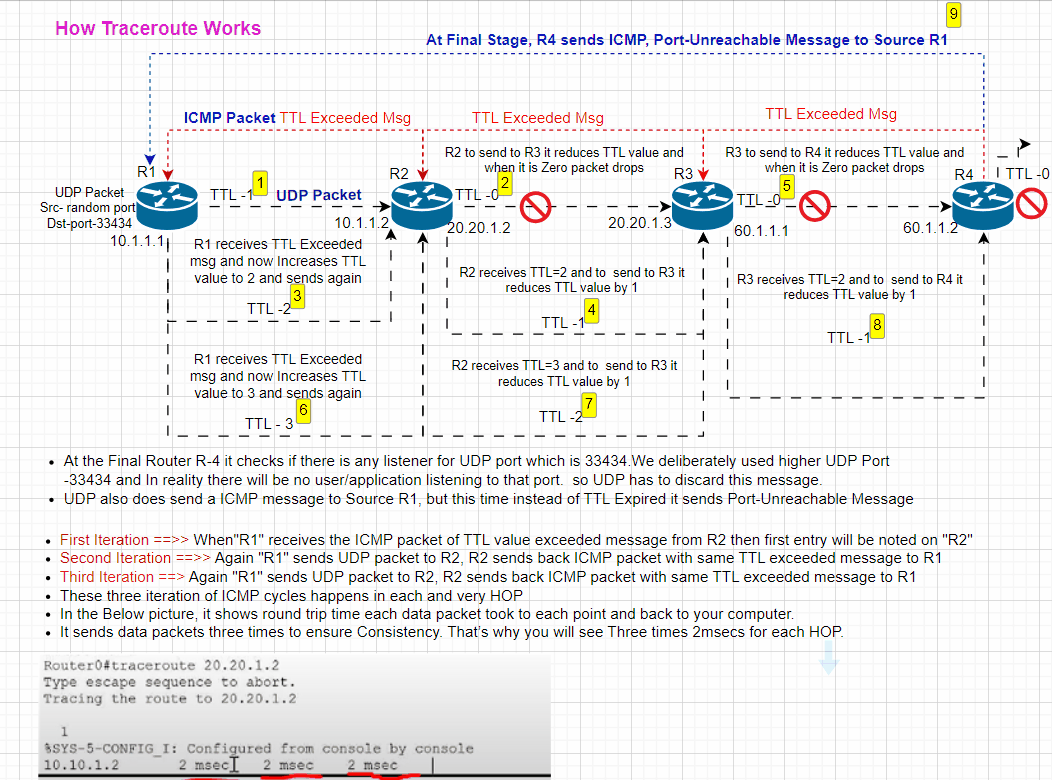 How Traceroute Works
9
At Final Stage, R4 sends ICMP, Port-Unreachable Message to Source R1
ICMP Packet TTL Exceeded Msg
TTL Exceeded Msg
TTL Exceeded Msg
R1
R2
R3
R4
R2 to send to R3 it reduces TTL value and
when it is Zero packet drops
R3 to send to R4 it reduces TTL value and
when it is Zero packet drops
UDP Packet
Src- random port
Dst-port-33434
10.1.1.1
TTL -1
1
UDP Packet
10.1.1.2
TTL -0
2
20.20.1.2
20.20.1.3
TTL -0
5
60.1.1.1
60.1.1.2
TTL -0
R1 receives TTL Exceeded
msg and now Increases TTL
value to 2 and sends again
3
TTL -2
R2 receives TTL=2 and to send to R3 it
reduces TTL value by 1
4
TTL -1
R3 receives TTL=2 and to send to R4 it
reduces TTL value by 1
8
TTL -1
R1 receives TTL Exceeded
msg and now Increases TTL
value to 3 and sends again
6
TTL - 3
R2 receives TTL=3 and to send to R3 it
reduces TTL value by 1
7
TTL -2
• At the Final Router R-4 it checks if there is any listener for UDP port which is 33434.We deliberately used higher UDP Port
-33434 and In reality there will be no user/application listening to that port. so UDP has to discard this message.
• UDP also does send a ICMP message to Source R1, but this time instead of TTL Expired it sends Port-Unreachable Message
• First Iteration ==>> When"R1" receives the ICMP packet of TTL value exceeded message from R2 then first entry will be noted on "R2"
• Second Iteration ==>> Again "R1" sends UDP packet to R2, R2 sends back ICMP packet with same TTL exceeded message to R1
• Third Iteration ==> Again "R1" sends UDP packet to R2, R2 sends back ICMP packet with same TTL exceeded message to R1
• These three iteration of ICMP cycles happens in each and very HOP
• In the Below picture, it shows round trip time each data packet took to each point and back to your computer.
• It sends data packets three times to ensure Consistency. That's why you will see Three times 2msecs for each HOP.
Router0#traceroute 20.20.1.2
Type escape sequence to abort.
Tracing the route to 20.20.1.2
1
%SYS-5-CONFIG_I: Configured from console by console
10.10.1.2 2 msec 2 msec 2 msec